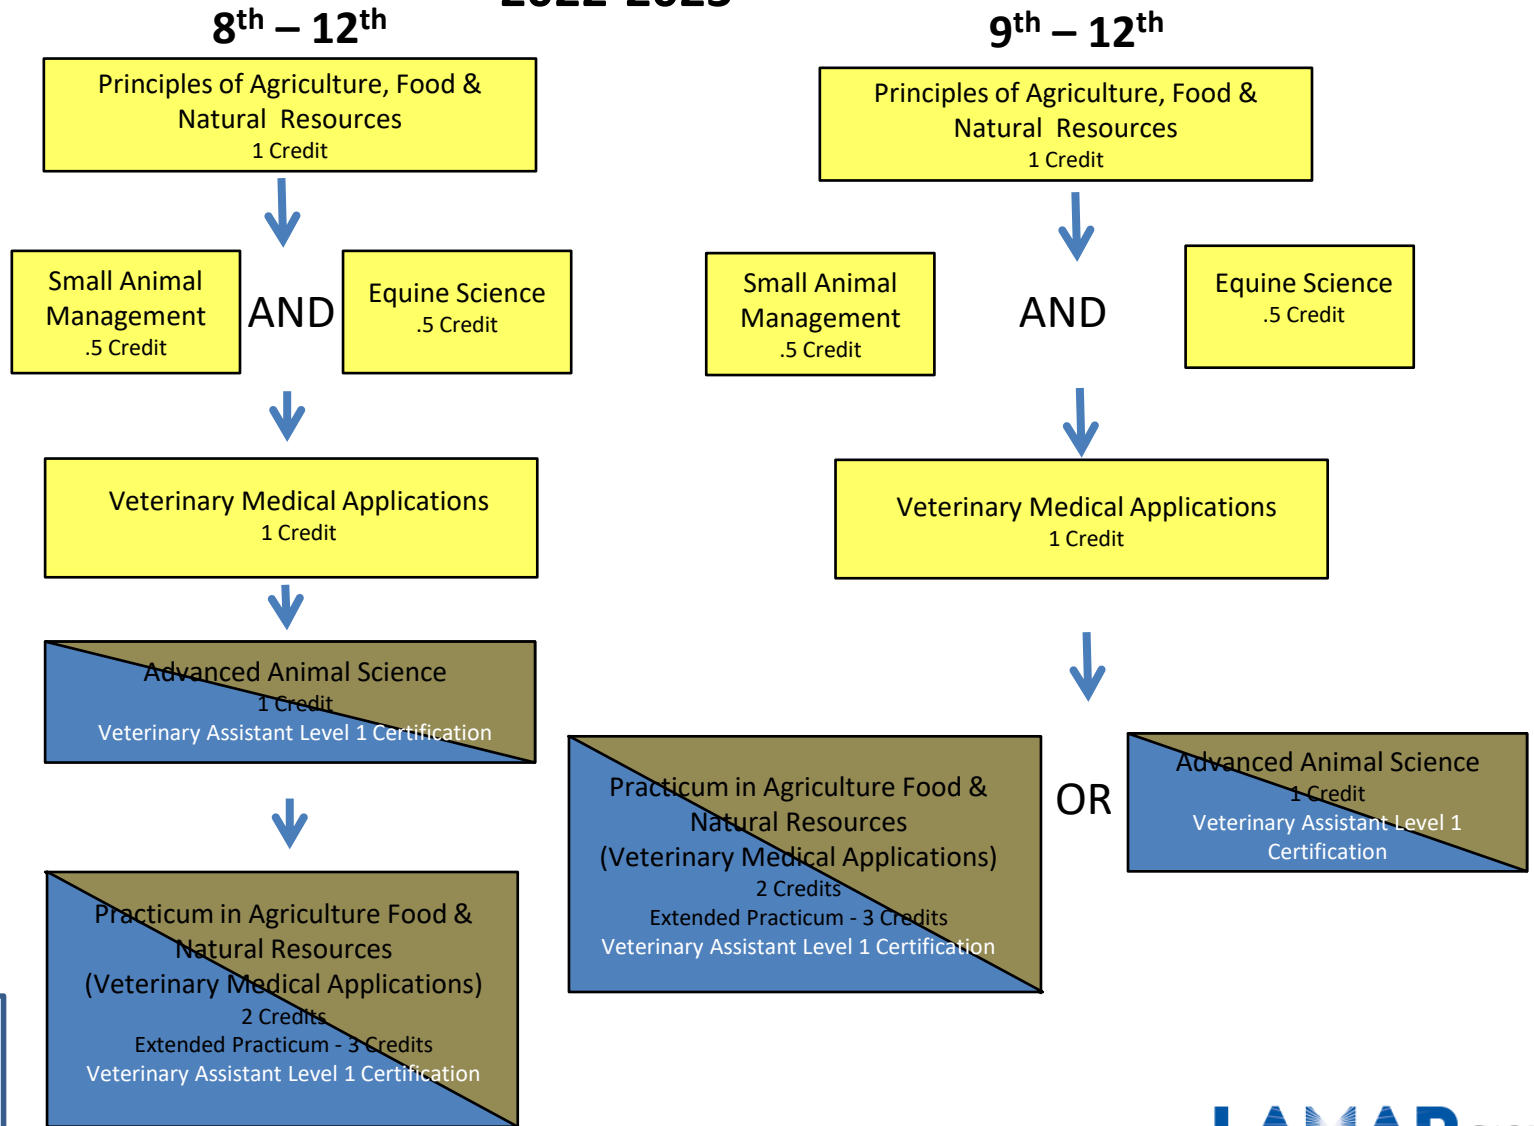 2022-2023
8th – 12th
Principles of Agriculture, Food &
Natural Resources
1 Credit
Small Animal
Management
.5 Credit
AND
Equine Science
.5 Credit
Veterinary Medical Applications
1 Credit
Advanced Animal Science
1 Credit
Veterinary Assistant Level 1 Certification
Practicum in Agriculture Food &
Natural Resources
(Veterinary Medical Applications)
2 Credits
Extended Practicum - 3 Credits
Veterinary Assistant Level 1 Certification
9th – 12th
Principles of Agriculture, Food &
Natural Resources
1 Credit
Small Animal
Management
.5 Credit
AND
Equine Science
.5 Credit
Veterinary Medical Applications
1 Credit
Practicum in Agriculture Food &
Natural Resources
(Veterinary Medical Applications)
2 Credits
Extended Practicum - 3 Credits
Veterinary Assistant Level 1 Certification
OR
Advanced Animal Science
1 Credit
Veterinary Assistant Level 1
Certification
LAMAR